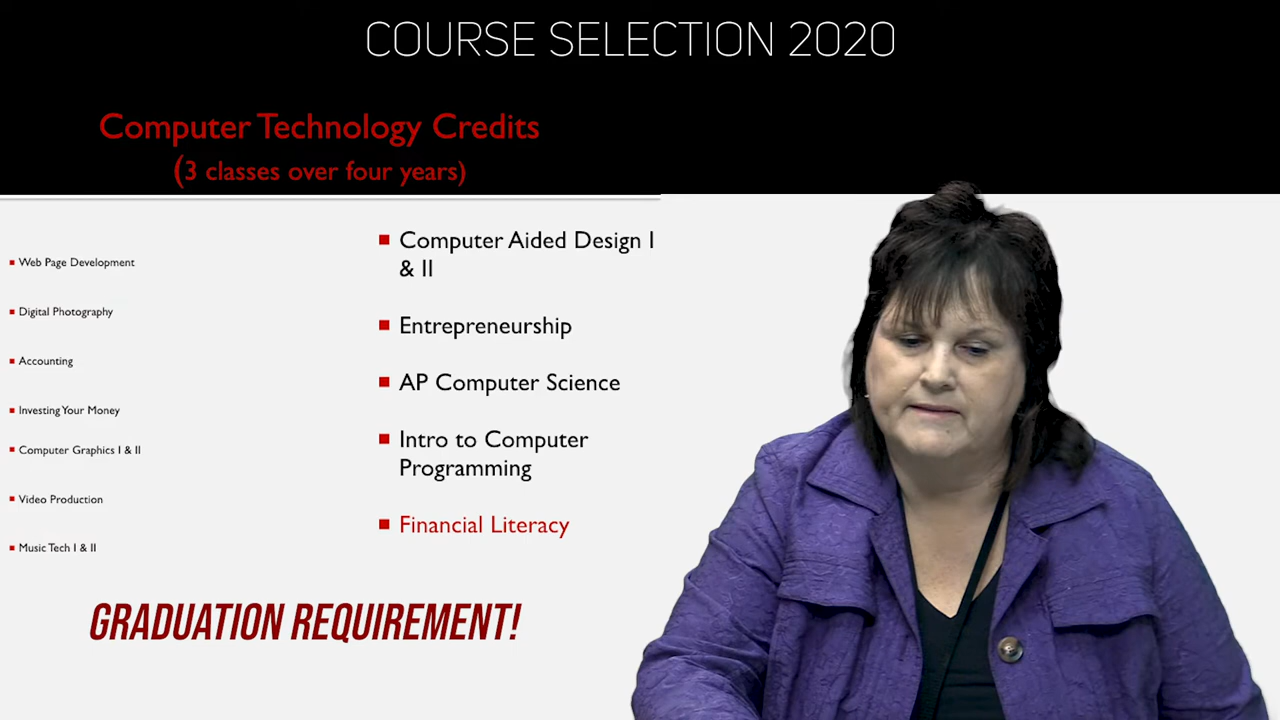 COURSE SELECTION 2020
Computer Technology Credits
(3 classes over four years)
Web Page Development
Digital Photography
Accounting
Investing Your Money
Computer Graphics I & II
Video Production
Music Tech I & II
Computer Aided Design I
& II
Entrepreneurship
AP Computer Science
Intro to Computer
Programming
Financial Literacy
GRADUATION REQUIREMENT!